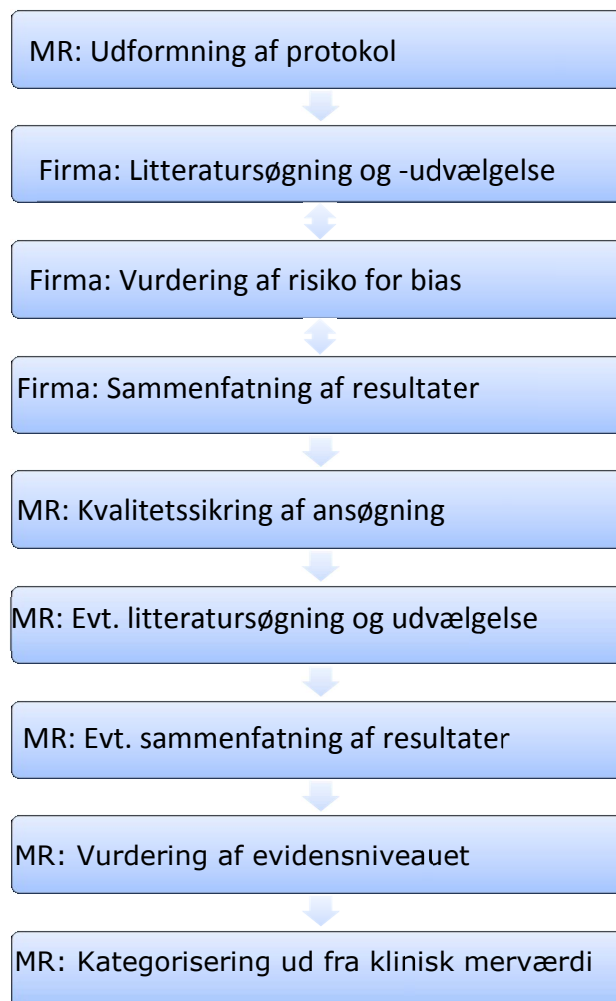 MR: Udformning af protokol
Firma: Litteratursøgning og -udvælgelse
Firma: Vurdering af risiko for bias
Firma: Sammenfatning af resultater
MR: Kvalitetssikring af ansøgning
MR: Evt. litteratursøgning og udvælgelse
MR: Evt. sammenfatning af resultater
MR: Vurdering af evidensniveauet
MR: Kategorisering ud fra klinisk merværdi